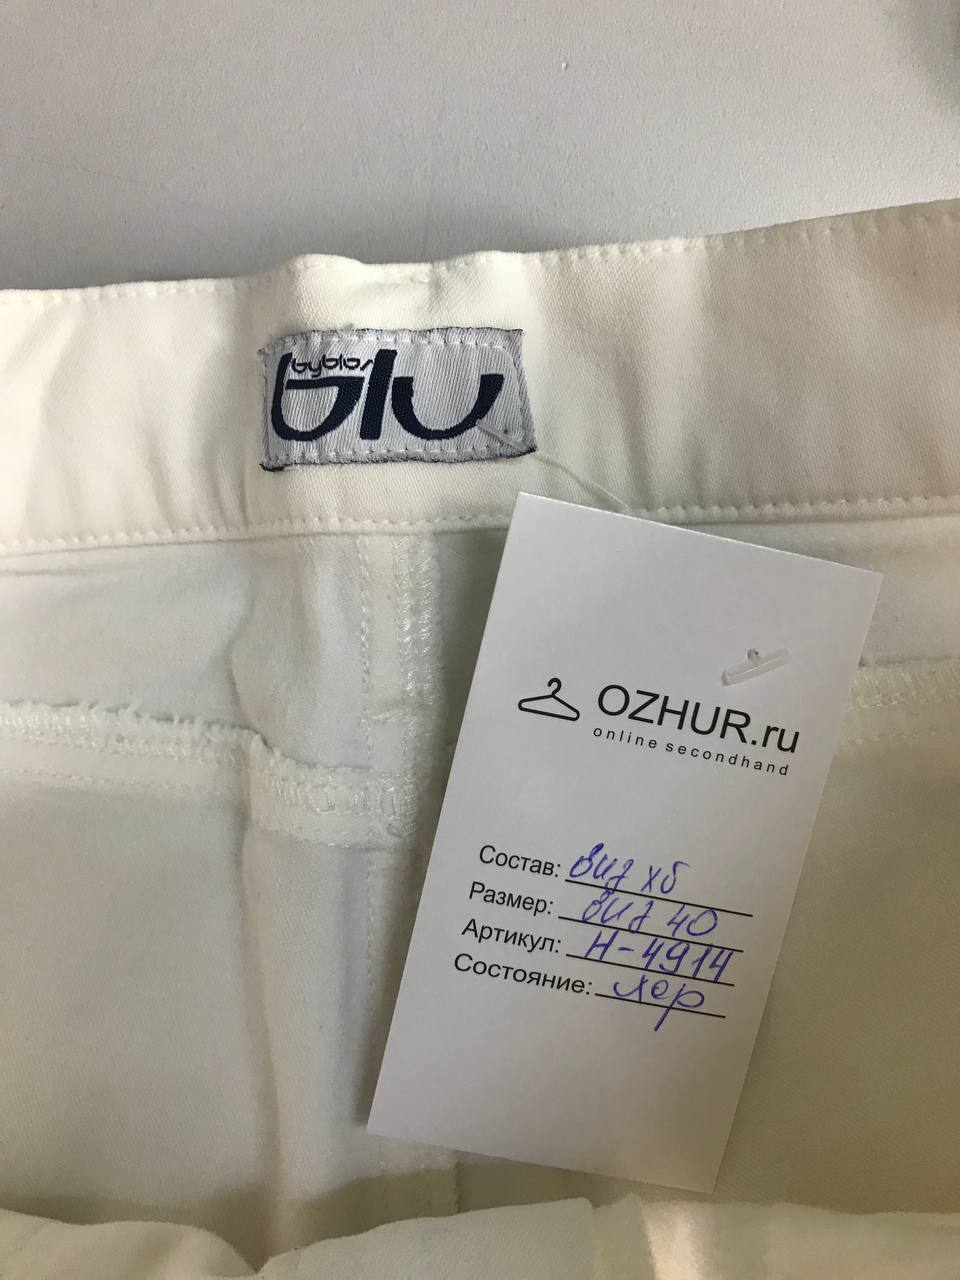 byblos
blu
OZHUR.ru
online secondhand
Состав: виз хб
Размер: виз 40
Артикул: Н-4914
Состояние: хор